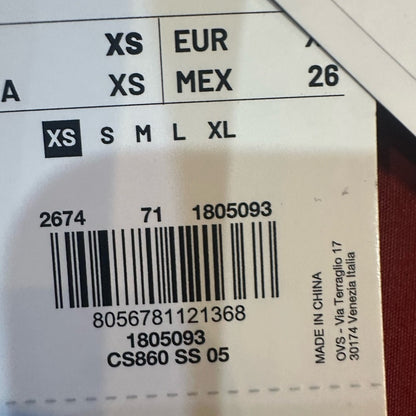 XS EUR
A XS MEX 26
XS S M L XL
2674 71 1805093
8056781121368
1805093
CS860 SS 05
MADE IN CHINA
OVS - Via Terraglio 17
30174 Venezia Italia